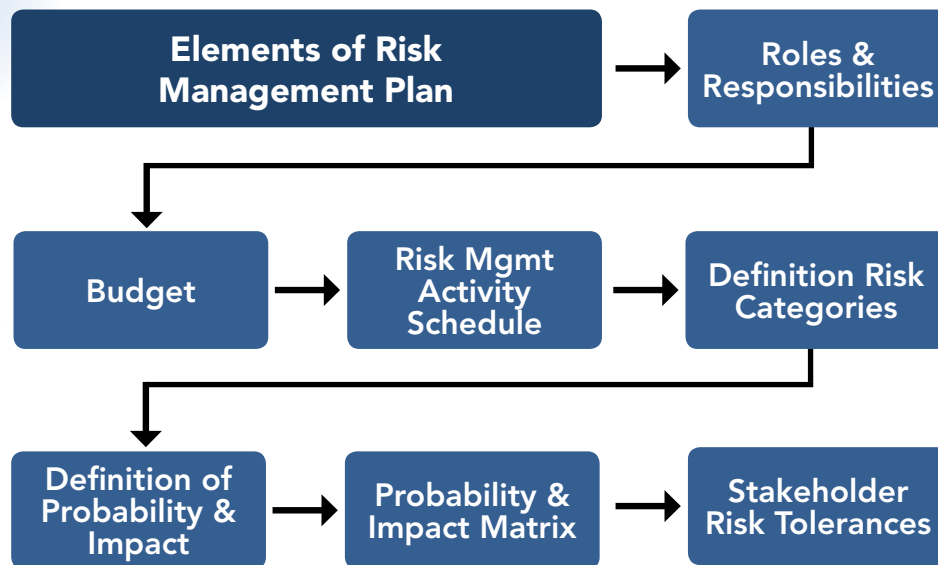 Elements of Risk
Management Plan
Roles &
Responsibilities
Budget
Risk Mgmt
Activity
Schedule
Definition Risk
Categories
Definition of
Probability &
Impact
Probability &
Impact Matrix
Stakeholder
Risk Tolerances